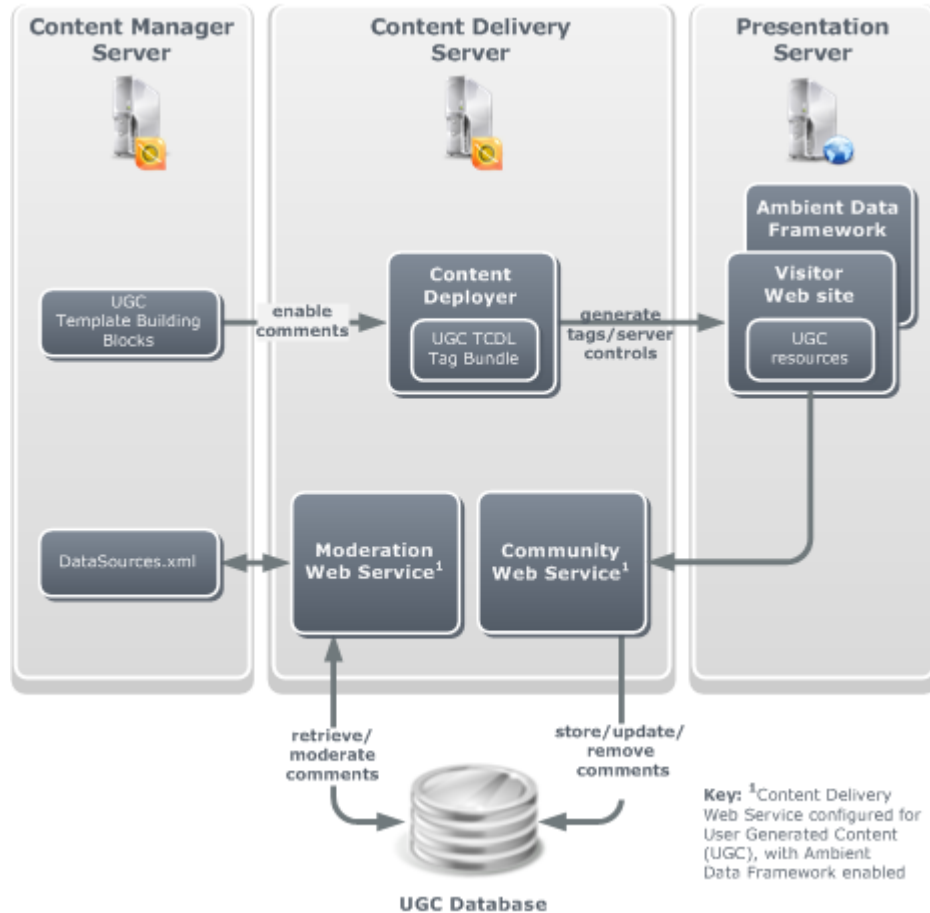 Content Manager
Server
Content Delivery
Server
Presentation
Server
Ambient Data
Framework
UGC
Template Building
Blocks
enable
comments
Content
Deployer
UGC TCDL
Tag Bundle
generate
tags/server
controls
Visitor
Web site
UGC
resources
DataSources.xml
Moderation
Web Service¹
Community
Web Service¹
retrieve/
moderate
comments
store/update/
remove
comments
UGC Database
Key: ¹Content Delivery
Web Service configured for
User Generated Content
(UGC), with Ambient
Data Framework enabled